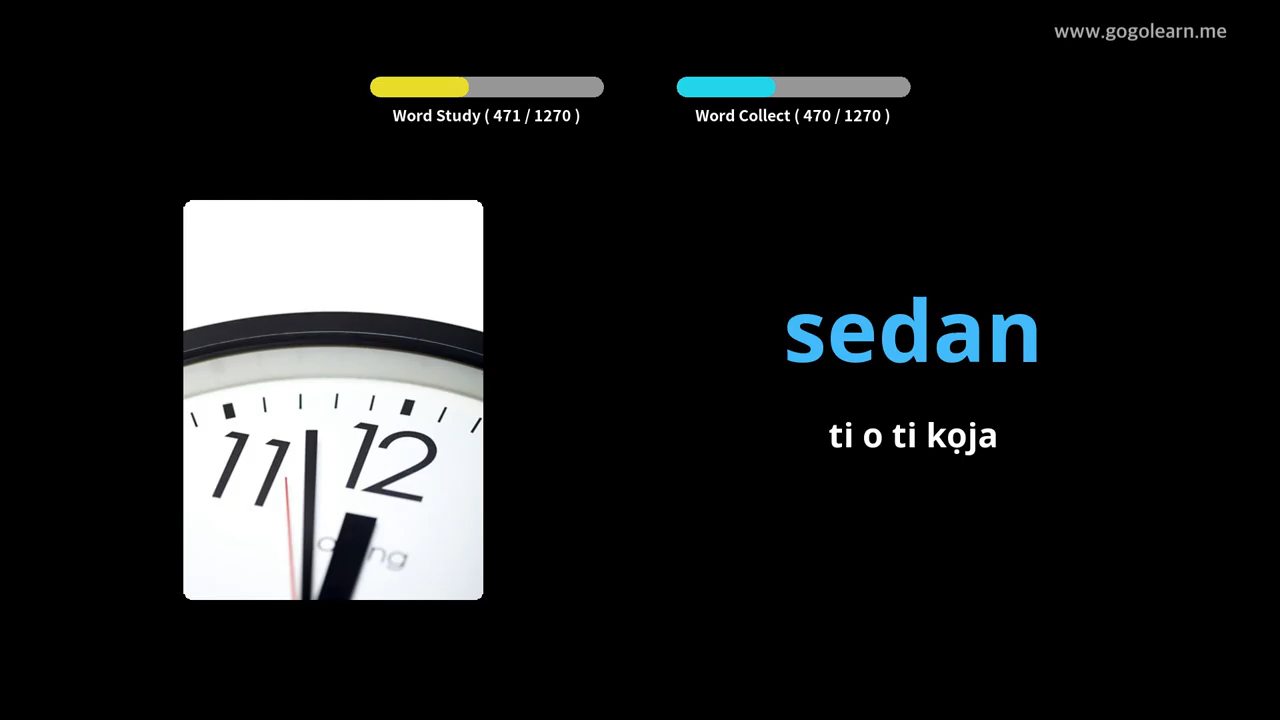 www.gogolearn.me
Word Study ( 471 / 1270 )
Word Collect ( 470 / 1270 )
11 12
sedan
ti o ti kọja